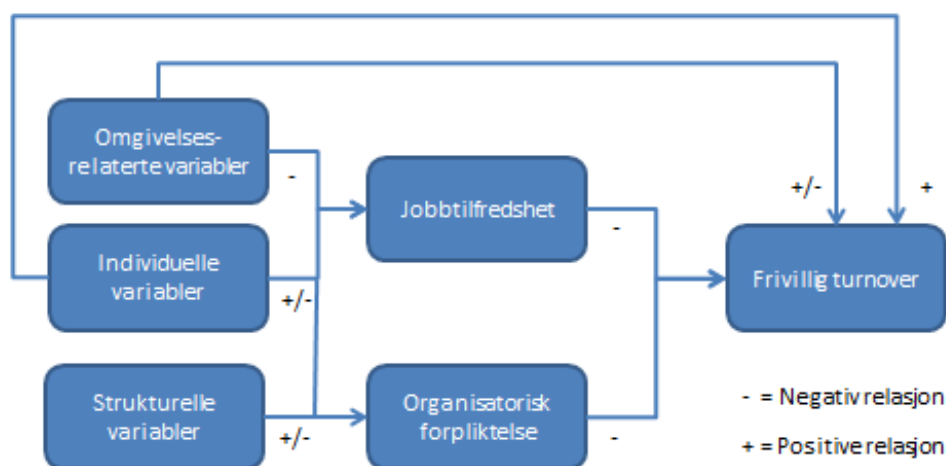 Omgivelses-
relaterte variabler
-
Jobbtilfredshet
+/-
+
Individuelle
variabler
+/-
-
Frivillig turnover
Strukturelle
variabler
+/-
Organisatorisk
forpliktelse
-
- = Negativ relasjon
+ = Positive relasjon